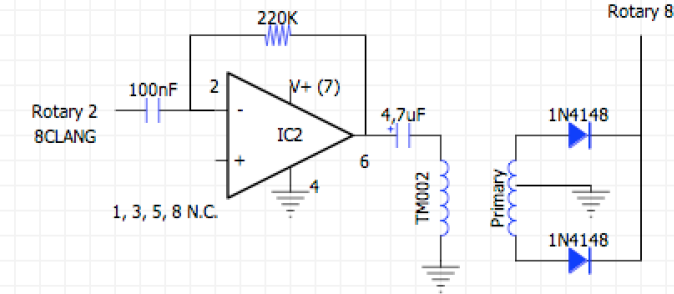 Rotary 8
220K
100nF
2
V+ (7)
4,7uF
1N4148
Rotary 2
8CLANG
-
IC2
+
6
4
TM002
Primary
1, 3, 5, 8 N.C.
1N4148